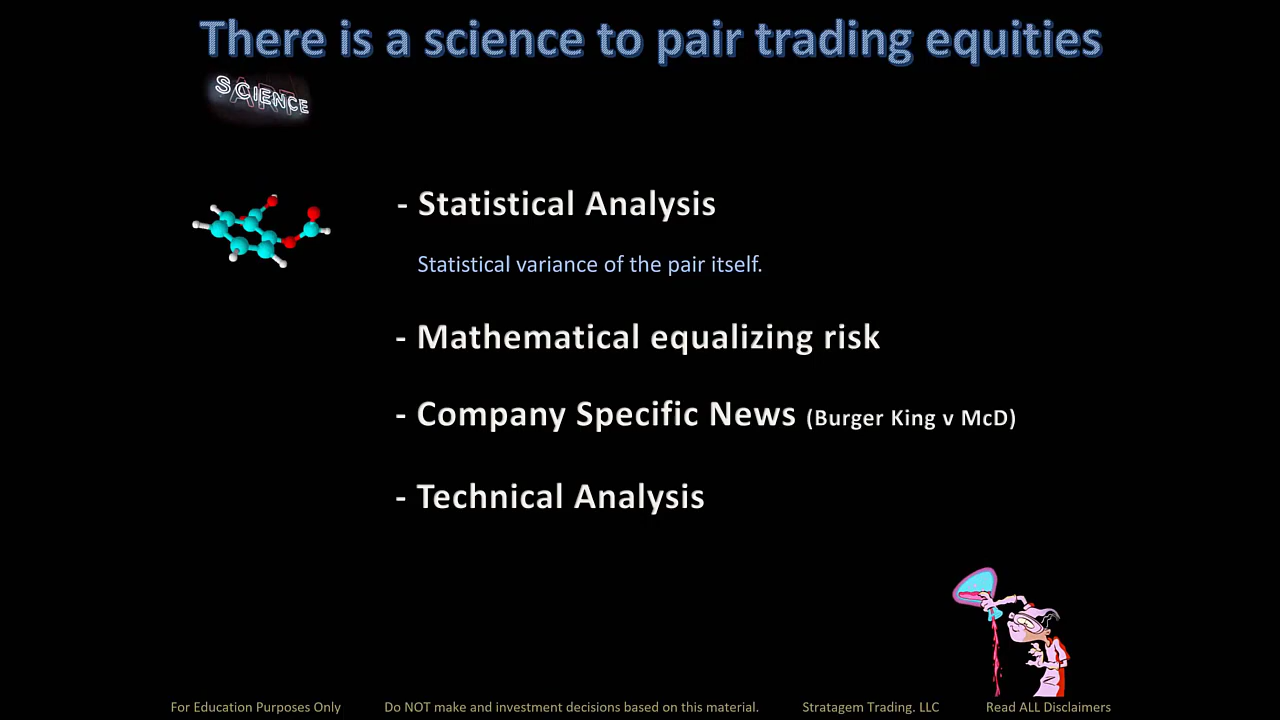 There is a science to pair trading equities
SCIENCE
ART
- Statistical Analysis
Statistical variance of the pair itself.
- Mathematical equalizing risk
- Company Specific News (Burger King v McD)
- Technical Analysis
For Education Purposes Only Do NOT make and investment decisions based on this material. Stratagem Trading. LLC Read ALL Disclaimers